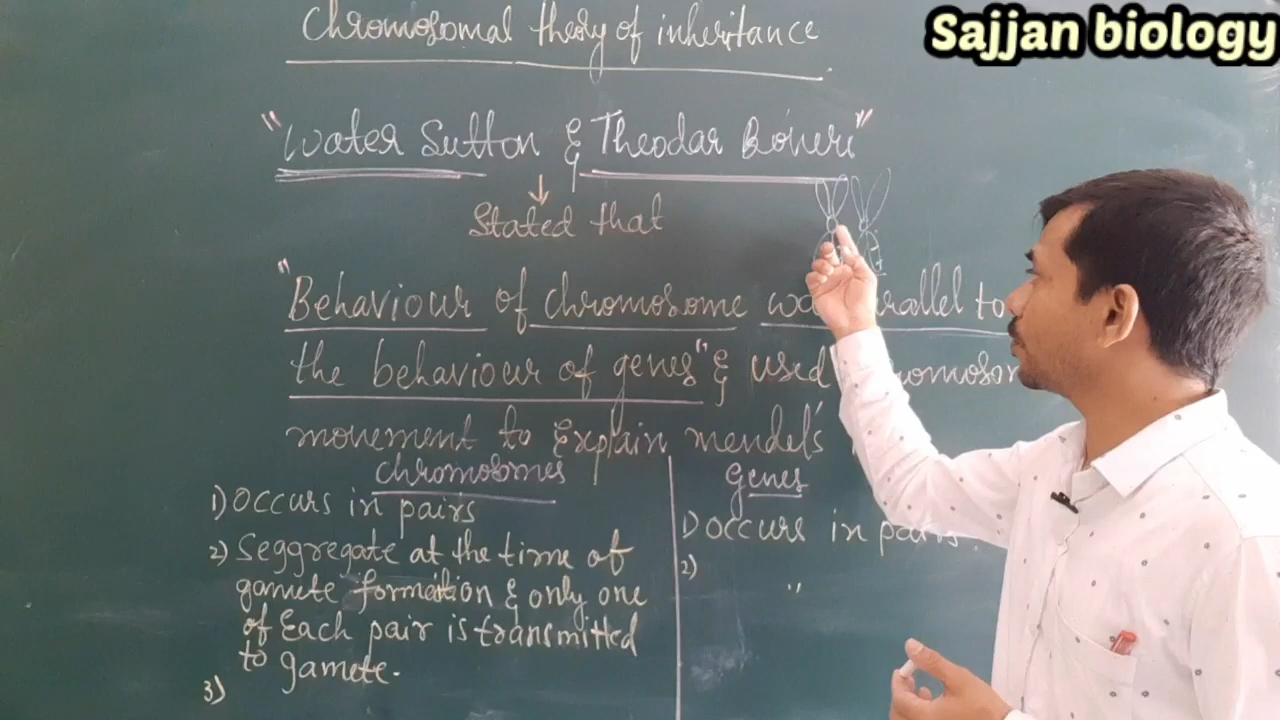 Chromosomal theory of inheritance
Sajjan biology
"Water Sutton & Theodar Boveri"
Stated that
"Behaviour of chromosome parallel to
the behaviour of genes" & used
movement to Explain mendel's
chromosomes
1) Occurs in pairs
2) Seggregate at the time of
gamete formation & only one
of Each pair is transmitted
to gamete.
3)
Genes
1) Occurs in pairs.
2) "